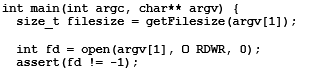 int main(int argc, char** argv) {
size_t filesize = getFilesize(argv[1]);
int fd = open(argv[1], O RDWR, 0);
assert(fd != -1);